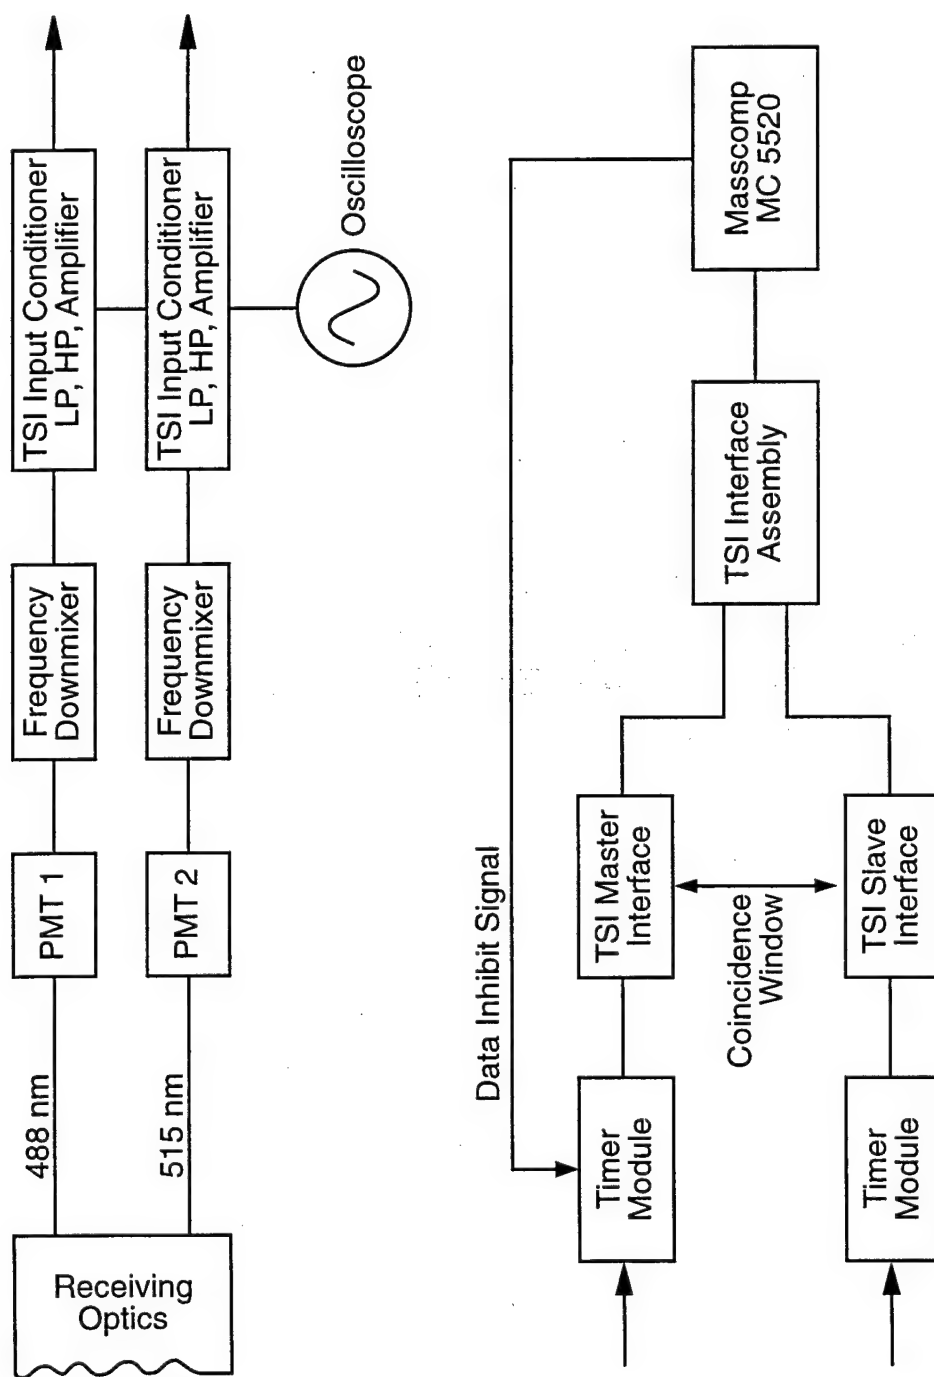 Receiving
Optics
488 nm
515 nm
PMT 1
PMT 2
Frequency
Downmixer
Frequency
Downmixer
TSI Input Conditioner
LP, HP, Amplifier
TSI Input Conditioner
LP, HP, Amplifier
Oscilloscope
Data Inhibit Signal
Timer
Module
Timer
Module
TSI Master
Interface
Coincidence
Window
TSI Slave
Interface
TSI Interface
Assembly
Masscomp
MC 5520